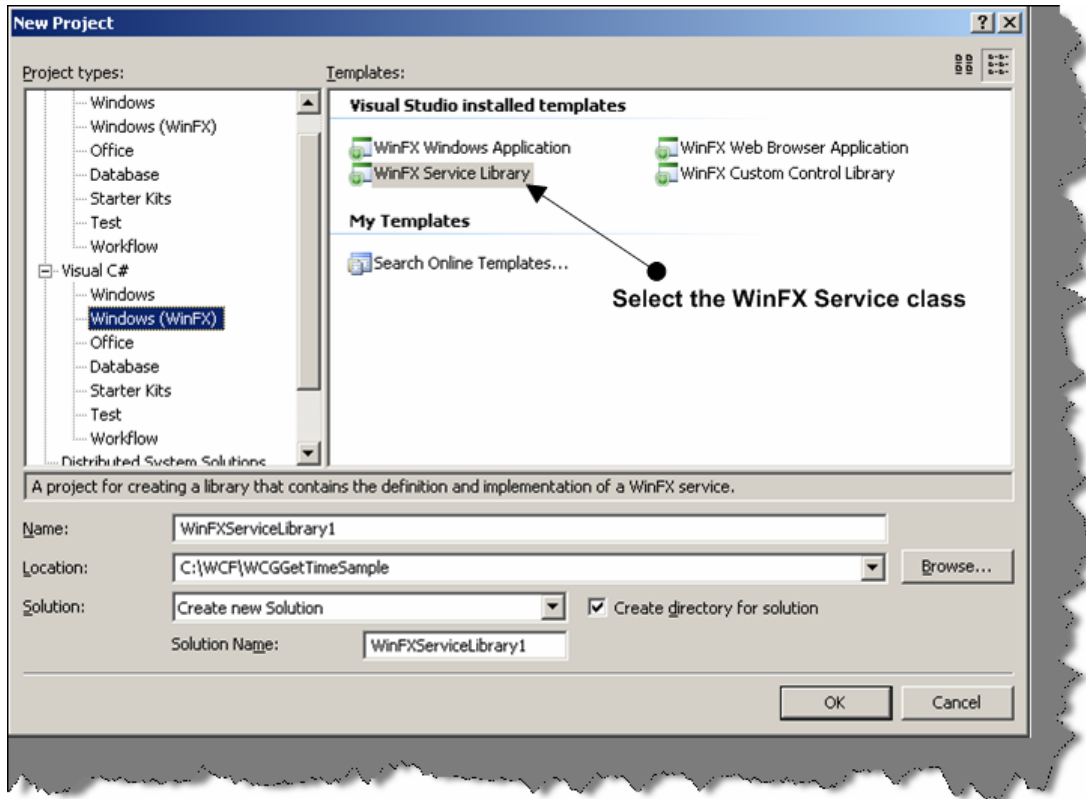 New Project
Project types:
Templates:
Windows
Windows (WinFX)
Office
Database
Starter Kits
Test
Workflow
Visual C#
Windows
Windows (WinFX)
Office
Database
Starter Kits
Test
Workflow
Distributed System Solutions
Visual Studio installed templates
WinFX Windows Application
WinFX Web Browser Application
WinFX Service Library
WinFX Custom Control Library
My Templates
Search Online Templates...
Select the WinFX Service class
A project for creating a library that contains the definition and implementation of a WinFX service.
Name: WinFXServiceLibrary1
Location: C:\WCF\WCGGetTimeSample Browse...
Solution: Create new Solution Create directory for solution
Solution Name: WinFXServiceLibrary1
OK Cancel